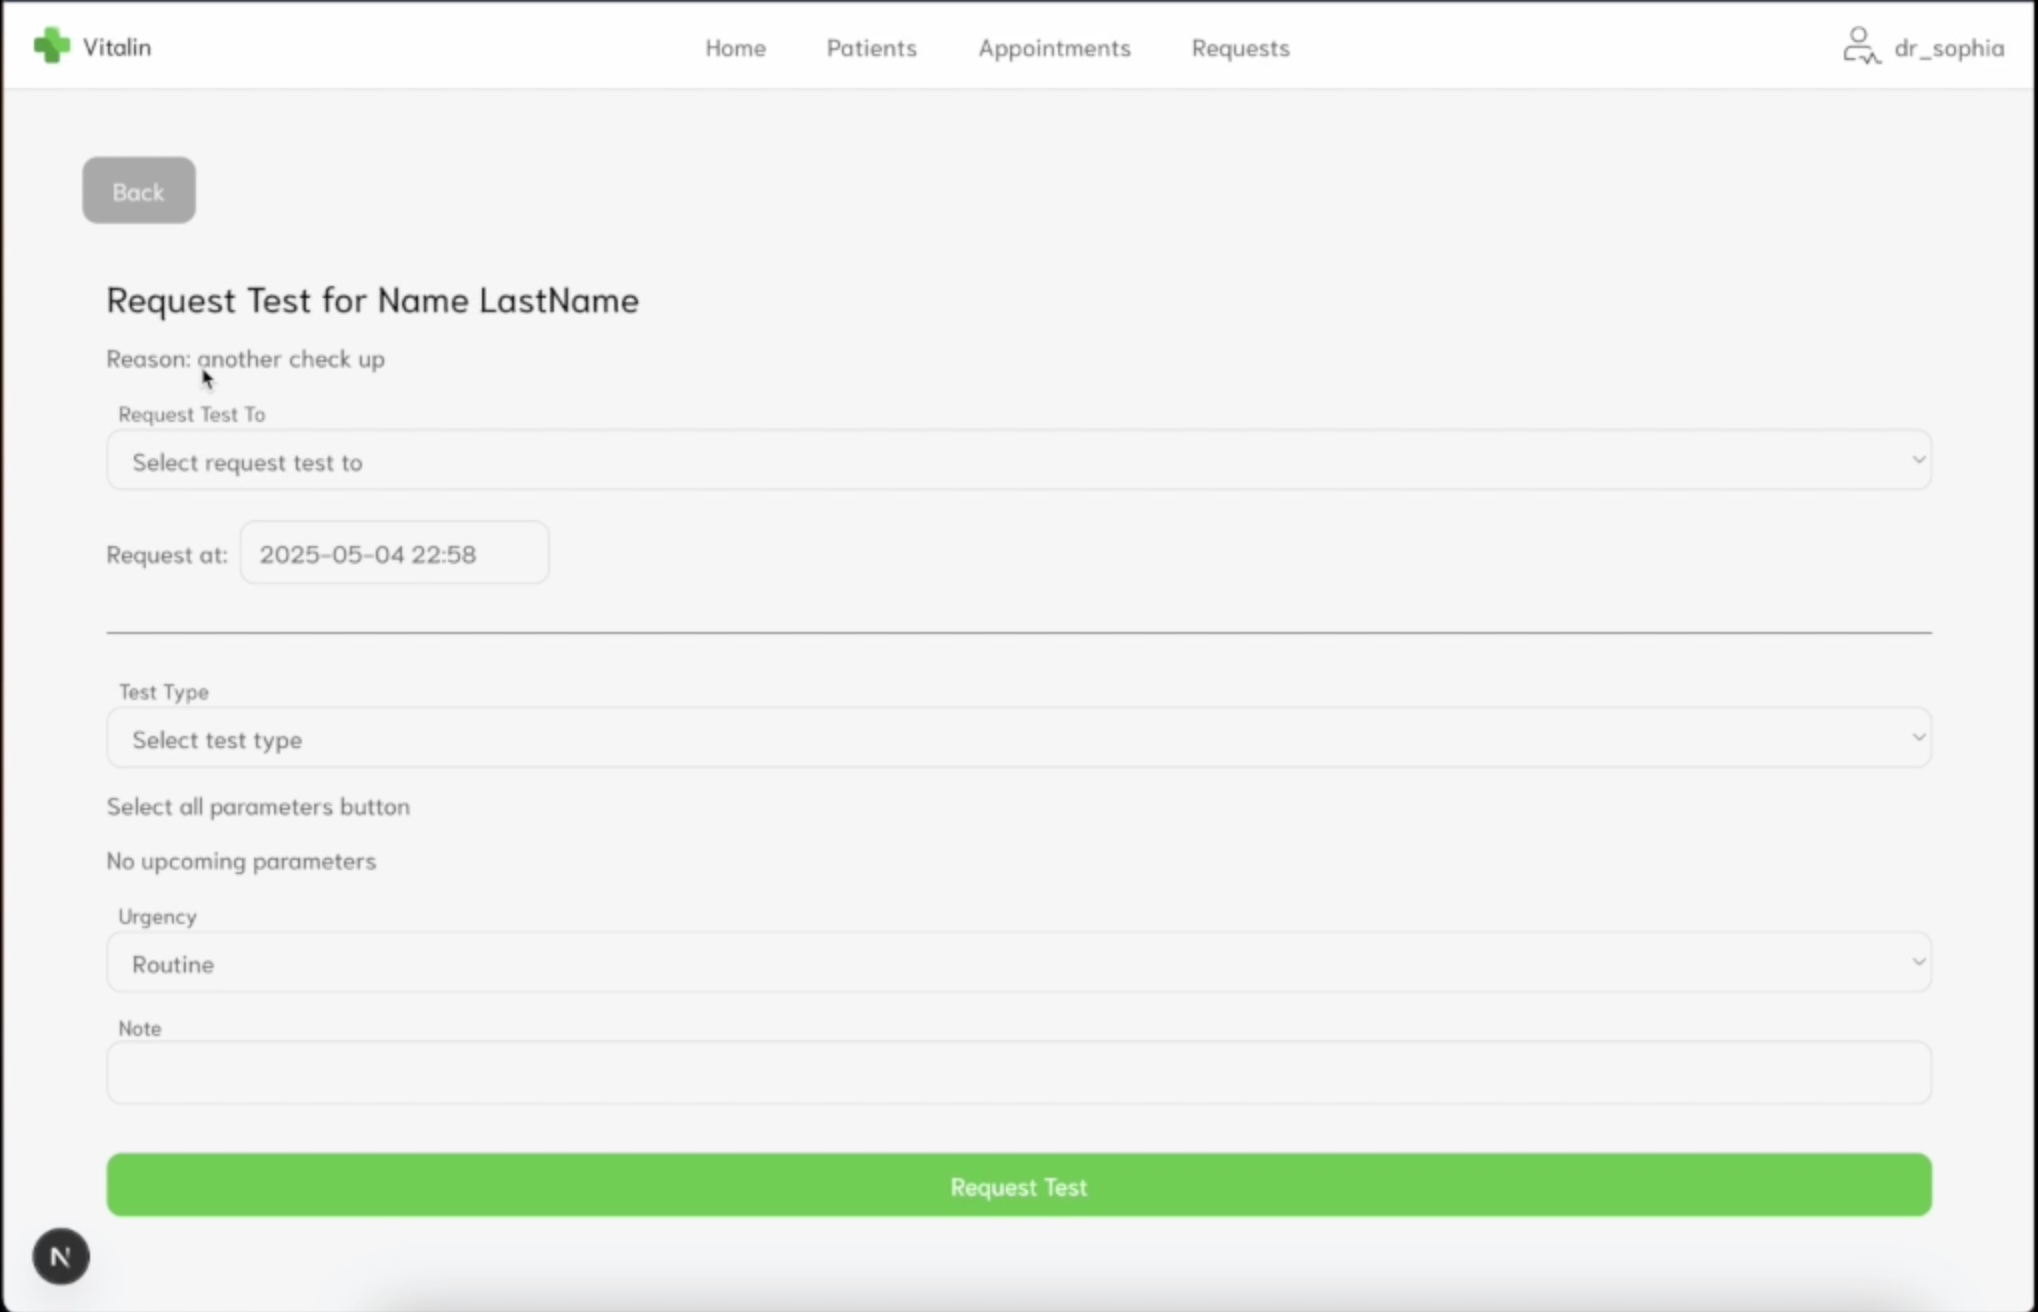 Vitalin
Home Patients Appointments Requests
dr_sophia
Back
Request Test for Name LastName
Reason: another check up
Request Test To
Select request test to
Request at: 2025-05-04 22:58
Test Type
Select test type
Select all parameters button
No upcoming parameters
Urgency
Routine
Note
Request Test
N